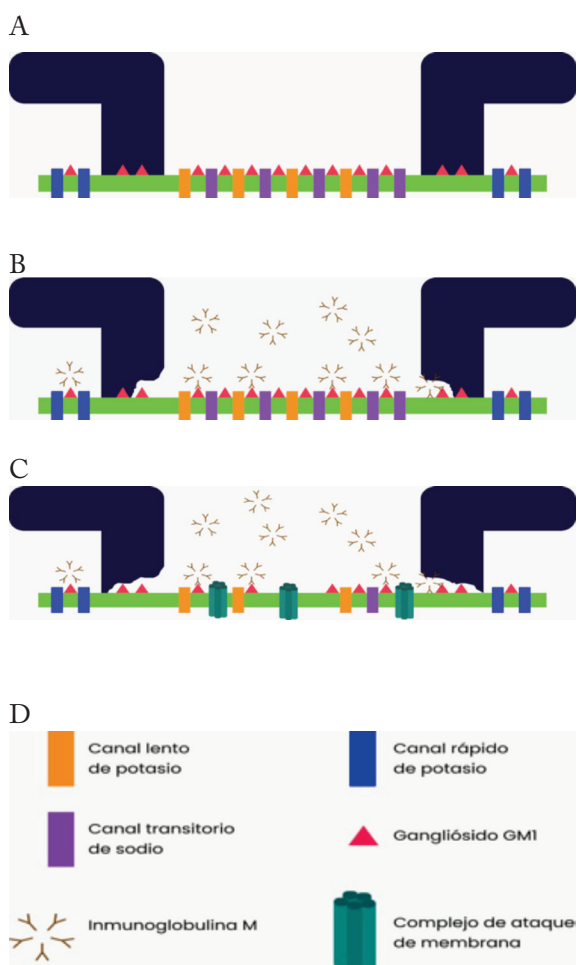 A
B
C
D
Canal lento
de potasio
Canal rápido
de potasio
Canal transitorio
de sodio
Gangliósido GM1
Inmunoglobulina M
Complejo de ataque
de membrana